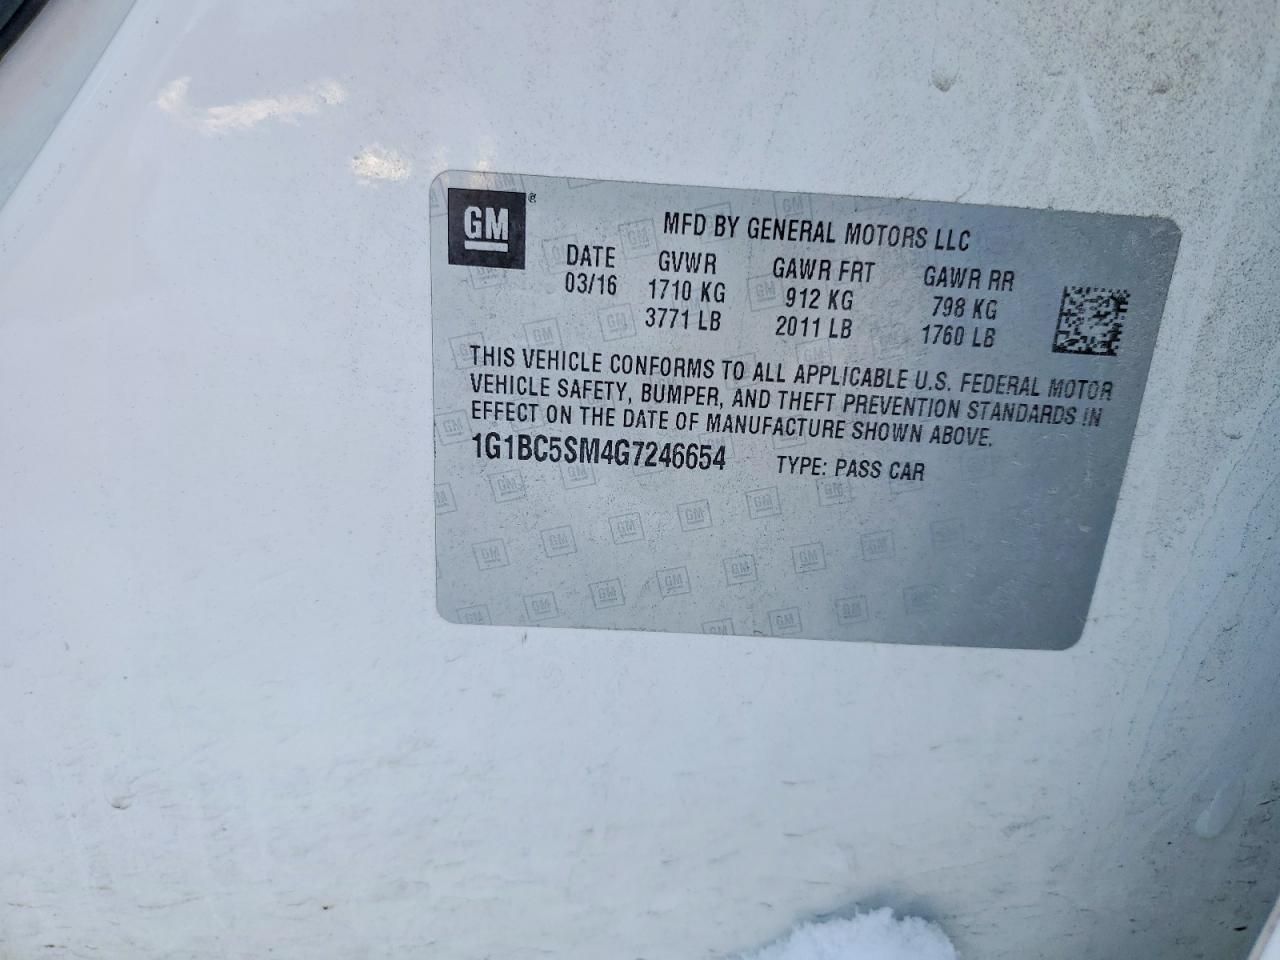 GM ®
MFD BY GENERAL MOTORS LLC
DATE GVWR GAWR FRT GAWR RR
03/16 1710 KG 912 KG 798 KG
3771 LB 2011 LB 1760 LB
THIS VEHICLE CONFORMS TO ALL APPLICABLE U.S. FEDERAL MOTOR
VEHICLE SAFETY, BUMPER, AND THEFT PREVENTION STANDARDS IN
EFFECT ON THE DATE OF MANUFACTURE SHOWN ABOVE.
1G1BC5SM4G7246654 TYPE: PASS CAR